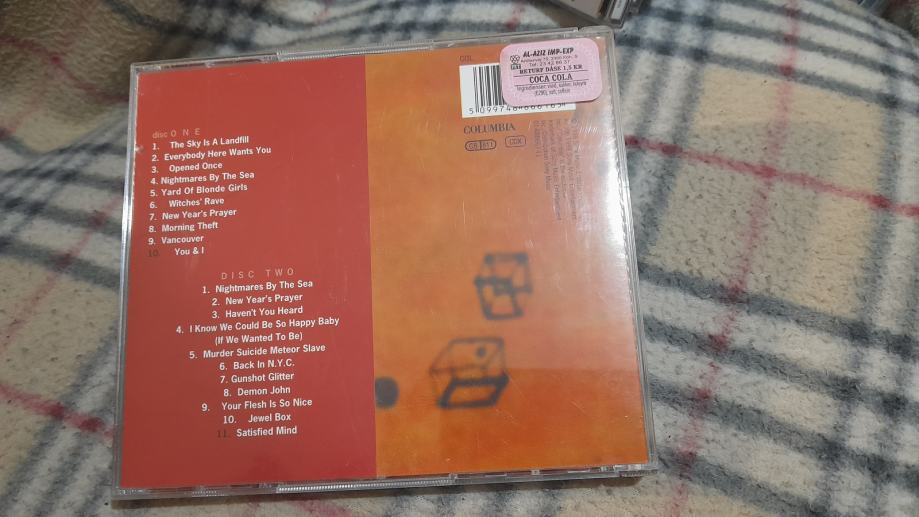 disc ONE
1. The Sky Is A Landfill
2. Everybody Here Wants You
3. Opened Once
4. Nightmares By The Sea
5. Yard Of Blonde Girls
6. Witches' Rave
7. New Year's Prayer
8. Morning Theft
9. Vancouver
10. You & I
DISC TWO
1. Nightmares By The Sea
2. New Year's Prayer
3. Haven't You Heard
4. I Know We Could Be So Happy Baby
(If We Wanted To Be)
5. Murder Suicide Meteor Slave
6. Back In N.Y.C.
7. Gunshot Glitter
8. Demon John
9. Your Flesh Is So Nice
10. Jewel Box
11. Satisfied Mind
COL
AL-AZIZ IMP-EXP
RETURF DÅSE 1,5 KR
COCA COLA
COLUMBIA
CDX